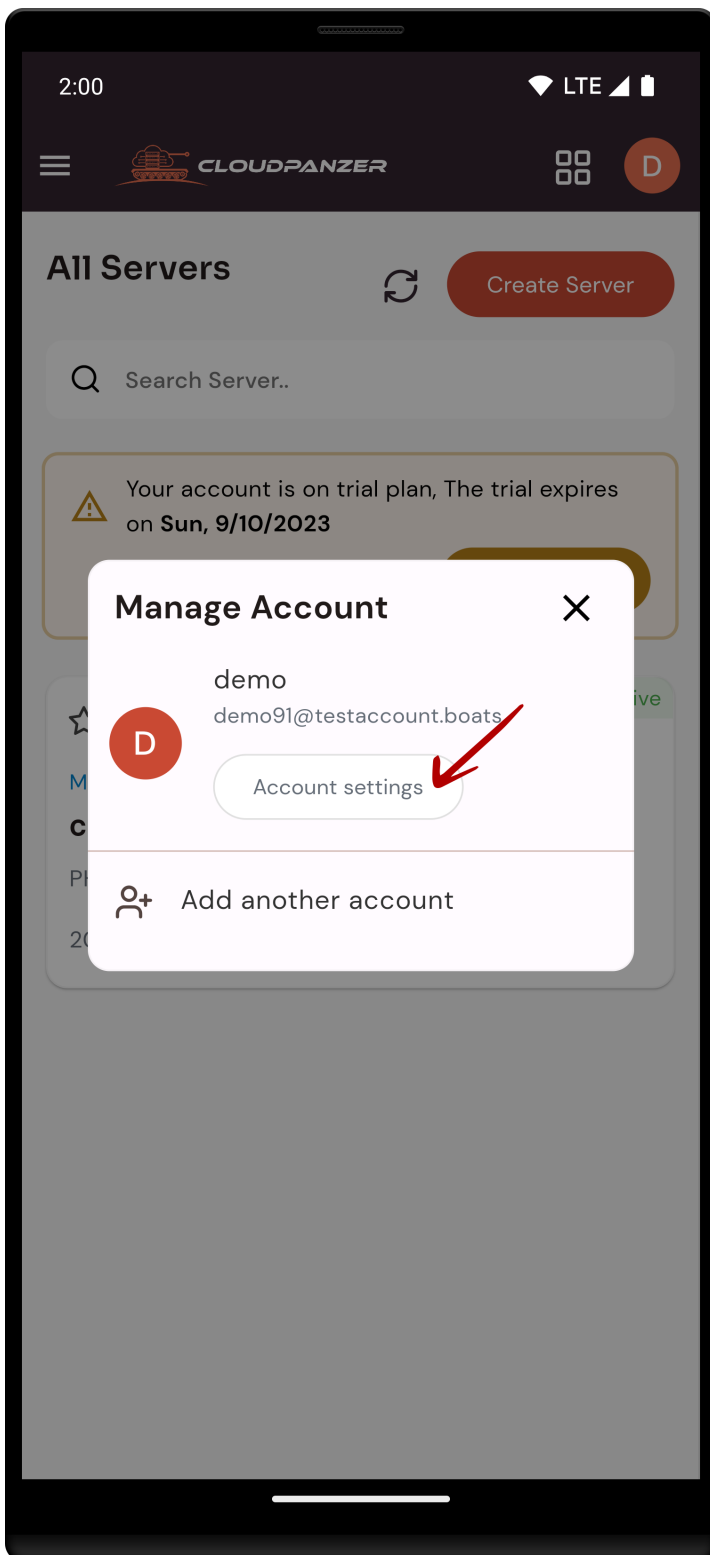 2:00
LTE
CLOUDPANZER
D
All Servers
Create Server
Search Server..
Your account is on trial plan, The trial expires
on Sun, 9/10/2023
Manage Account
demo
demo91@testaccount.boats
D
Account settings
Add another account